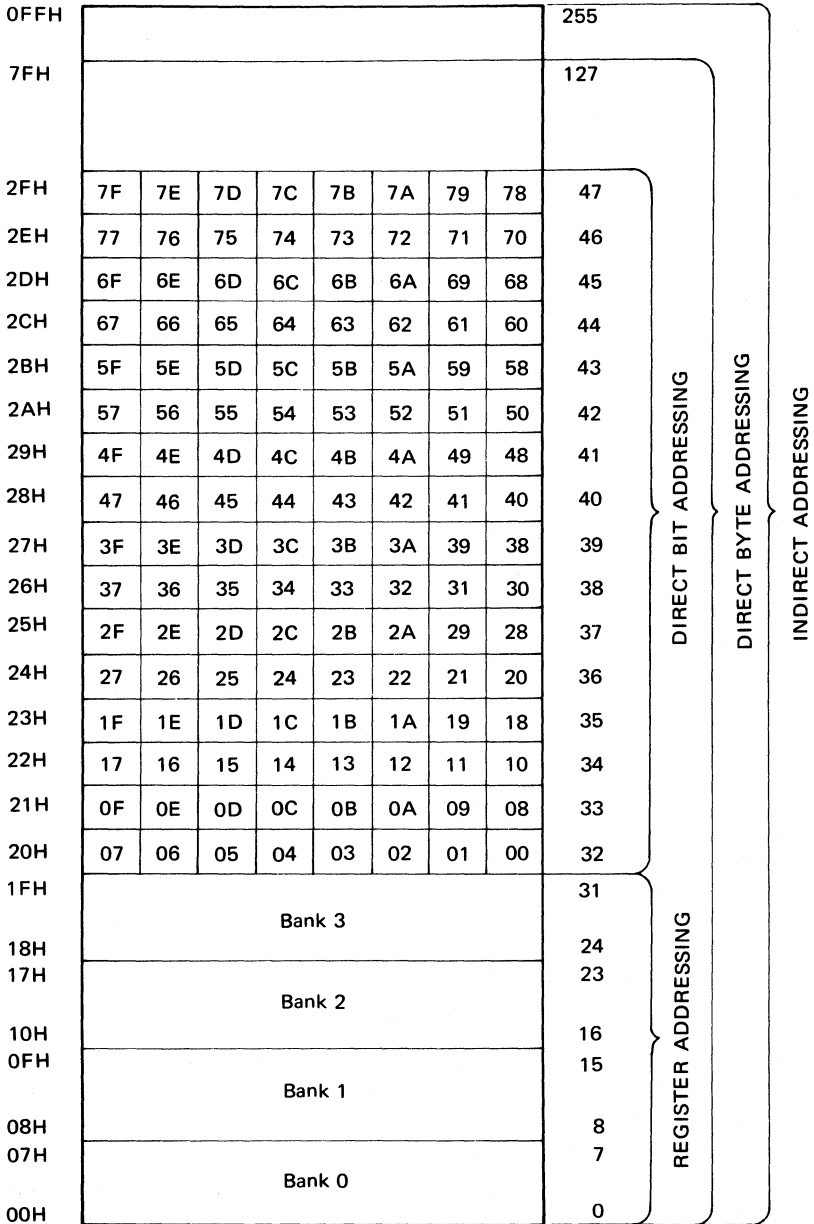 0FFH 255
7FH 127
2FH 7F 7E 7D 7C 7B 7A 79 78 47
2EH 77 76 75 74 73 72 71 70 46
2DH 6F 6E 6D 6C 6B 6A 69 68 45
2CH 67 66 65 64 63 62 61 60 44
2BH 5F 5E 5D 5C 5B 5A 59 58 43
2AH 57 56 55 54 53 52 51 50 42
29H 4F 4E 4D 4C 4B 4A 49 48 41
28H 47 46 45 44 43 42 41 40 40
27H 3F 3E 3D 3C 3B 3A 39 38 39
26H 37 36 35 34 33 32 31 30 38
25H 2F 2E 2D 2C 2B 2A 29 28 37
24H 27 26 25 24 23 22 21 20 36
23H 1F 1E 1D 1C 1B 1A 19 18 35
22H 17 16 15 14 13 12 11 10 34
21H 0F 0E 0D 0C 0B 0A 09 08 33
20H 07 06 05 04 03 02 01 00 32
1FH 31
Bank 3
18H 24
17H 23
Bank 2
10H 16
0FH 15
Bank 1
08H 8
07H 7
Bank 0
00H 0
DIRECT BIT ADDRESSING
REGISTER ADDRESSING
DIRECT BYTE ADDRESSING
INDIRECT ADDRESSING